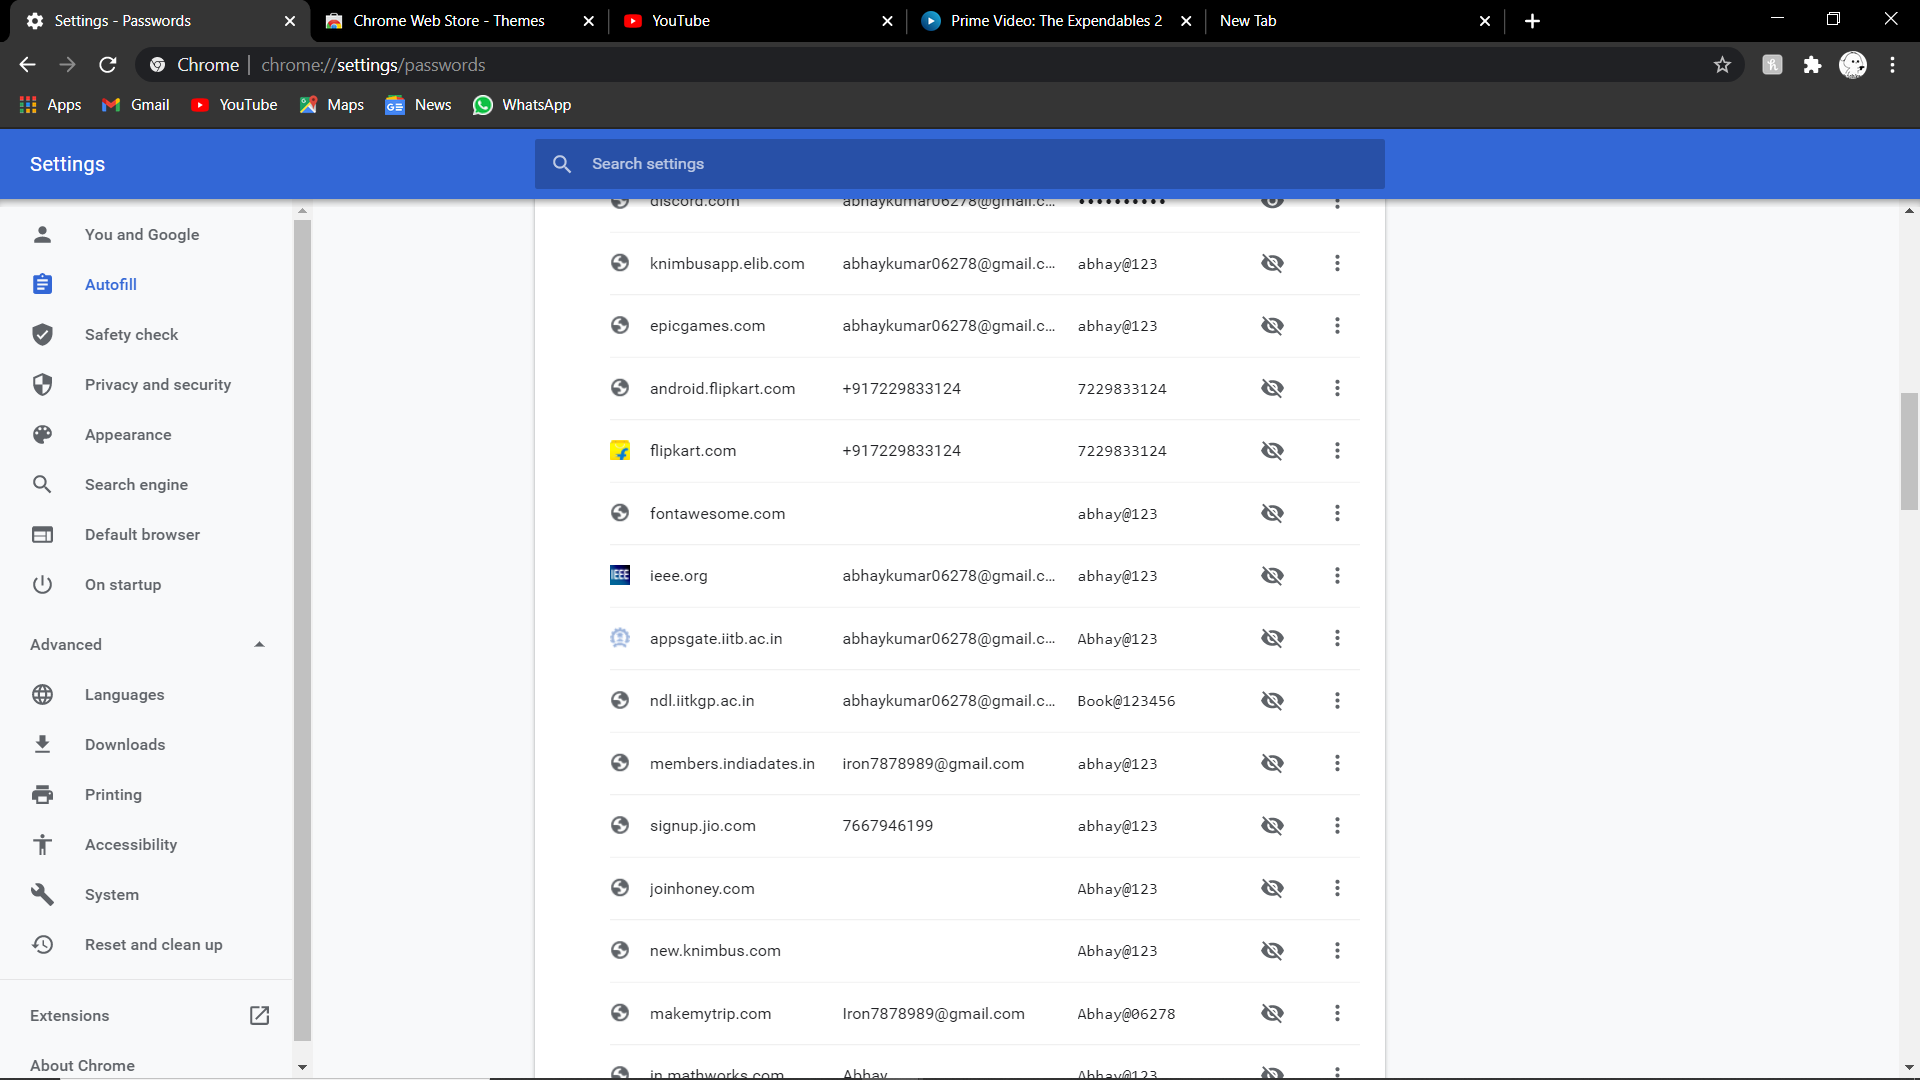 Settings - Passwords
Chrome Web Store - Themes
YouTube
Prime Video: The Expendables 2
New Tab
Chrome | chrome://settings/passwords
Apps Gmail YouTube Maps News WhatsApp
Settings
Search settings
You and Google
Autofill
Safety check
Privacy and security
Appearance
Search engine
Default browser
On startup
Advanced
Languages
Downloads
Printing
Accessibility
System
Reset and clean up
Extensions
About Chrome
discord.com abhaykumar06278@gmail.c... ••••••••••
knimbusapp.elib.com abhaykumar06278@gmail.c... abhay@123
epicgames.com abhaykumar06278@gmail.c... abhay@123
android.flipkart.com +917229833124 7229833124
flipkart.com +917229833124 7229833124
fontawesome.com abhay@123
IEEE ieee.org abhaykumar06278@gmail.c... abhay@123
appsgate.iitb.ac.in abhaykumar06278@gmail.c... Abhay@123
ndl.iitkgp.ac.in abhaykumar06278@gmail.c... Book@123456
members.indiadates.in iron7878989@gmail.com abhay@123
signup.jio.com 7667946199 abhay@123
joinhoney.com Abhay@123
new.knimbus.com Abhay@123
makemytrip.com Iron7878989@gmail.com Abhay@06278
in.mathworks.com Abhay Abhay@123